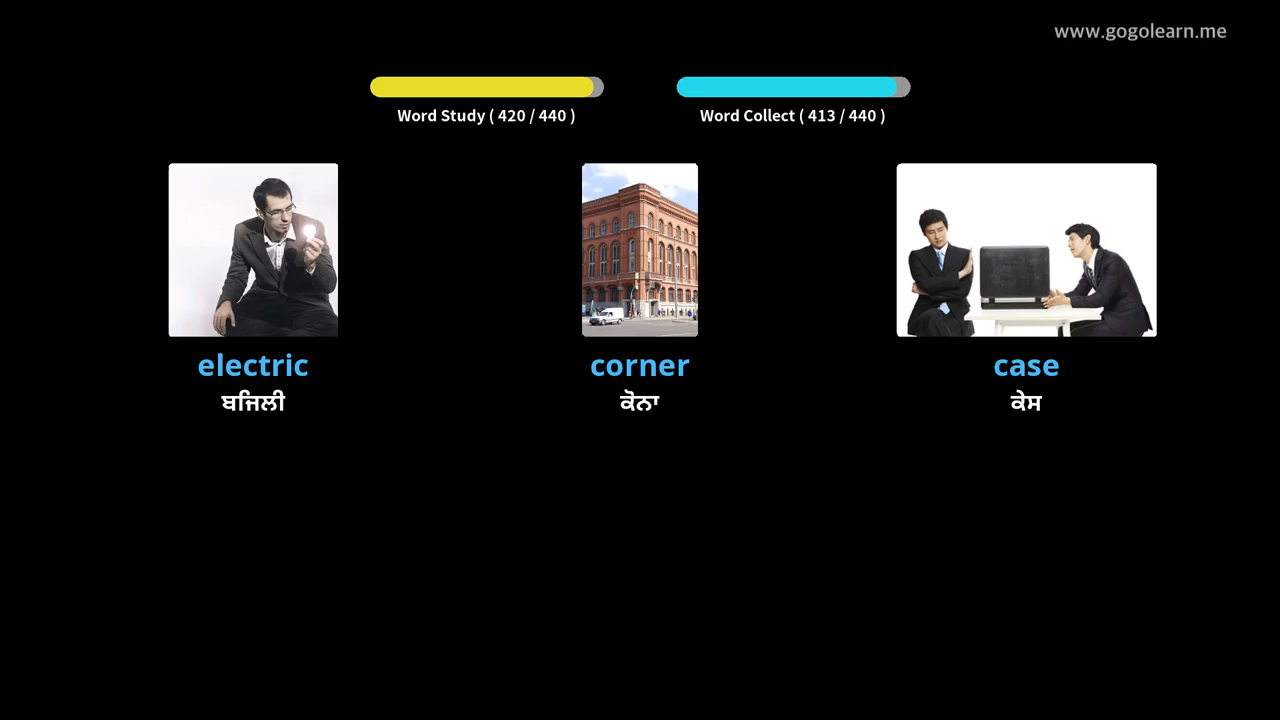 www.gogolearn.me
Word Study ( 420 / 440 )
Word Collect ( 413 / 440 )
electric
corner
case
ਬਜਿਲੀ
ਕੋਨਾ
ਕੇਸ